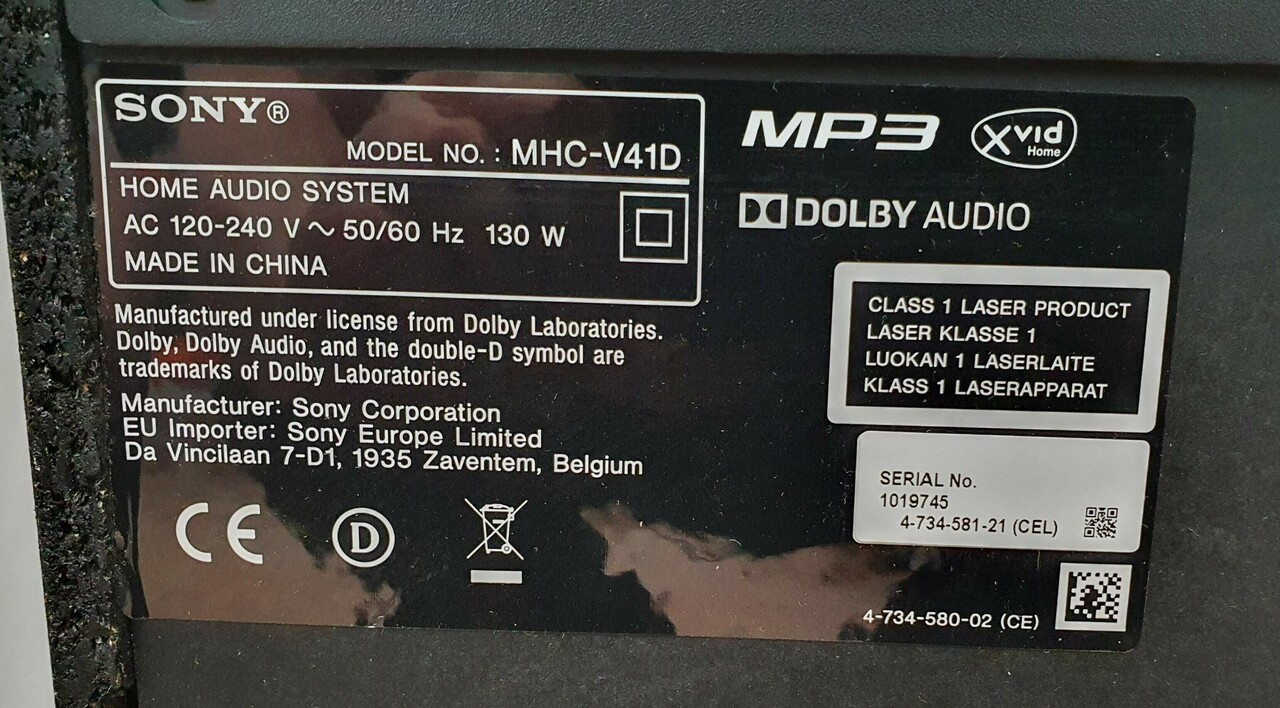 SONY®
MODEL NO. : MHC-V41D
HOME AUDIO SYSTEM
AC 120-240 V ~ 50/60 Hz 130 W
MADE IN CHINA
Manufactured under license from Dolby Laboratories.
Dolby, Dolby Audio, and the double-D symbol are
trademarks of Dolby Laboratories.
Manufacturer: Sony Corporation
EU Importer: Sony Europe Limited
Da Vincilaan 7-D1, 1935 Zaventem, Belgium
CE D
MP3 Xvid
Home
DOLBY AUDIO
CLASS 1 LASER PRODUCT
LASER KLASSE 1
LUOKAN 1 LASERLAITE
KLASS 1 LASERAPPARAT
SERIAL No.
1019745
4-734-581-21 (CEL)
4-734-580-02 (CE)